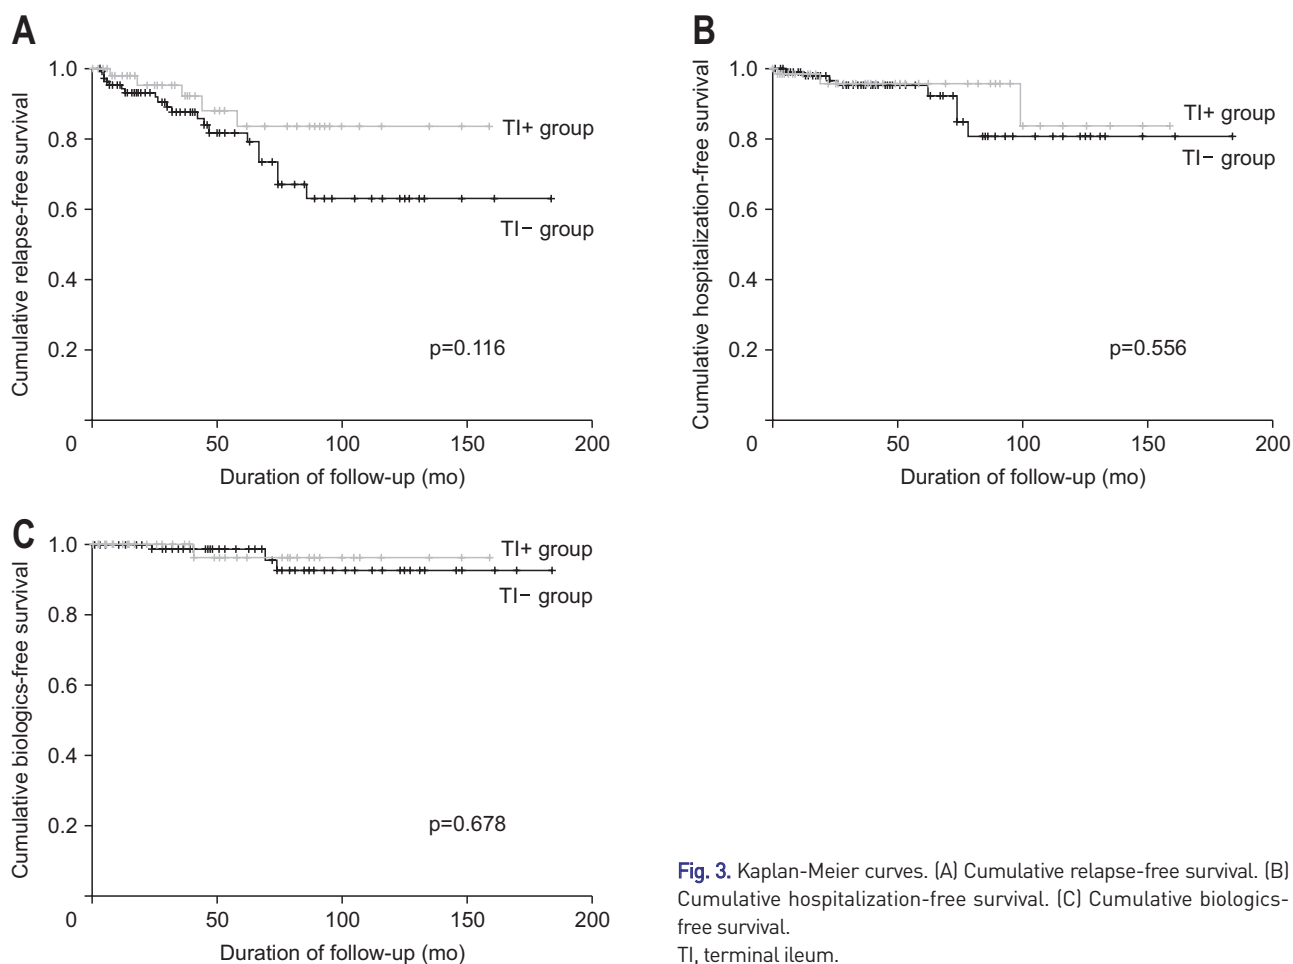 A
Cumulative relapse-free survival
1.0
0.8
0.6
0.4
0.2
0
50
100
150
200
Duration of follow-up (mo)
TI+ group
TI− group
p=0.116
B
Cumulative hospitalization-free survival
1.0
0.8
0.6
0.4
0.2
0
50
100
150
200
Duration of follow-up (mo)
TI+ group
TI− group
p=0.556
C
Cumulative biologics-free survival
1.0
0.8
0.6
0.4
0.2
0
50
100
150
200
Duration of follow-up (mo)
TI+ group
TI− group
p=0.678
Fig. 3. Kaplan-Meier curves. (A) Cumulative relapse-free survival. (B)
Cumulative hospitalization-free survival. (C) Cumulative biologics-
free survival.
TI, terminal ileum.